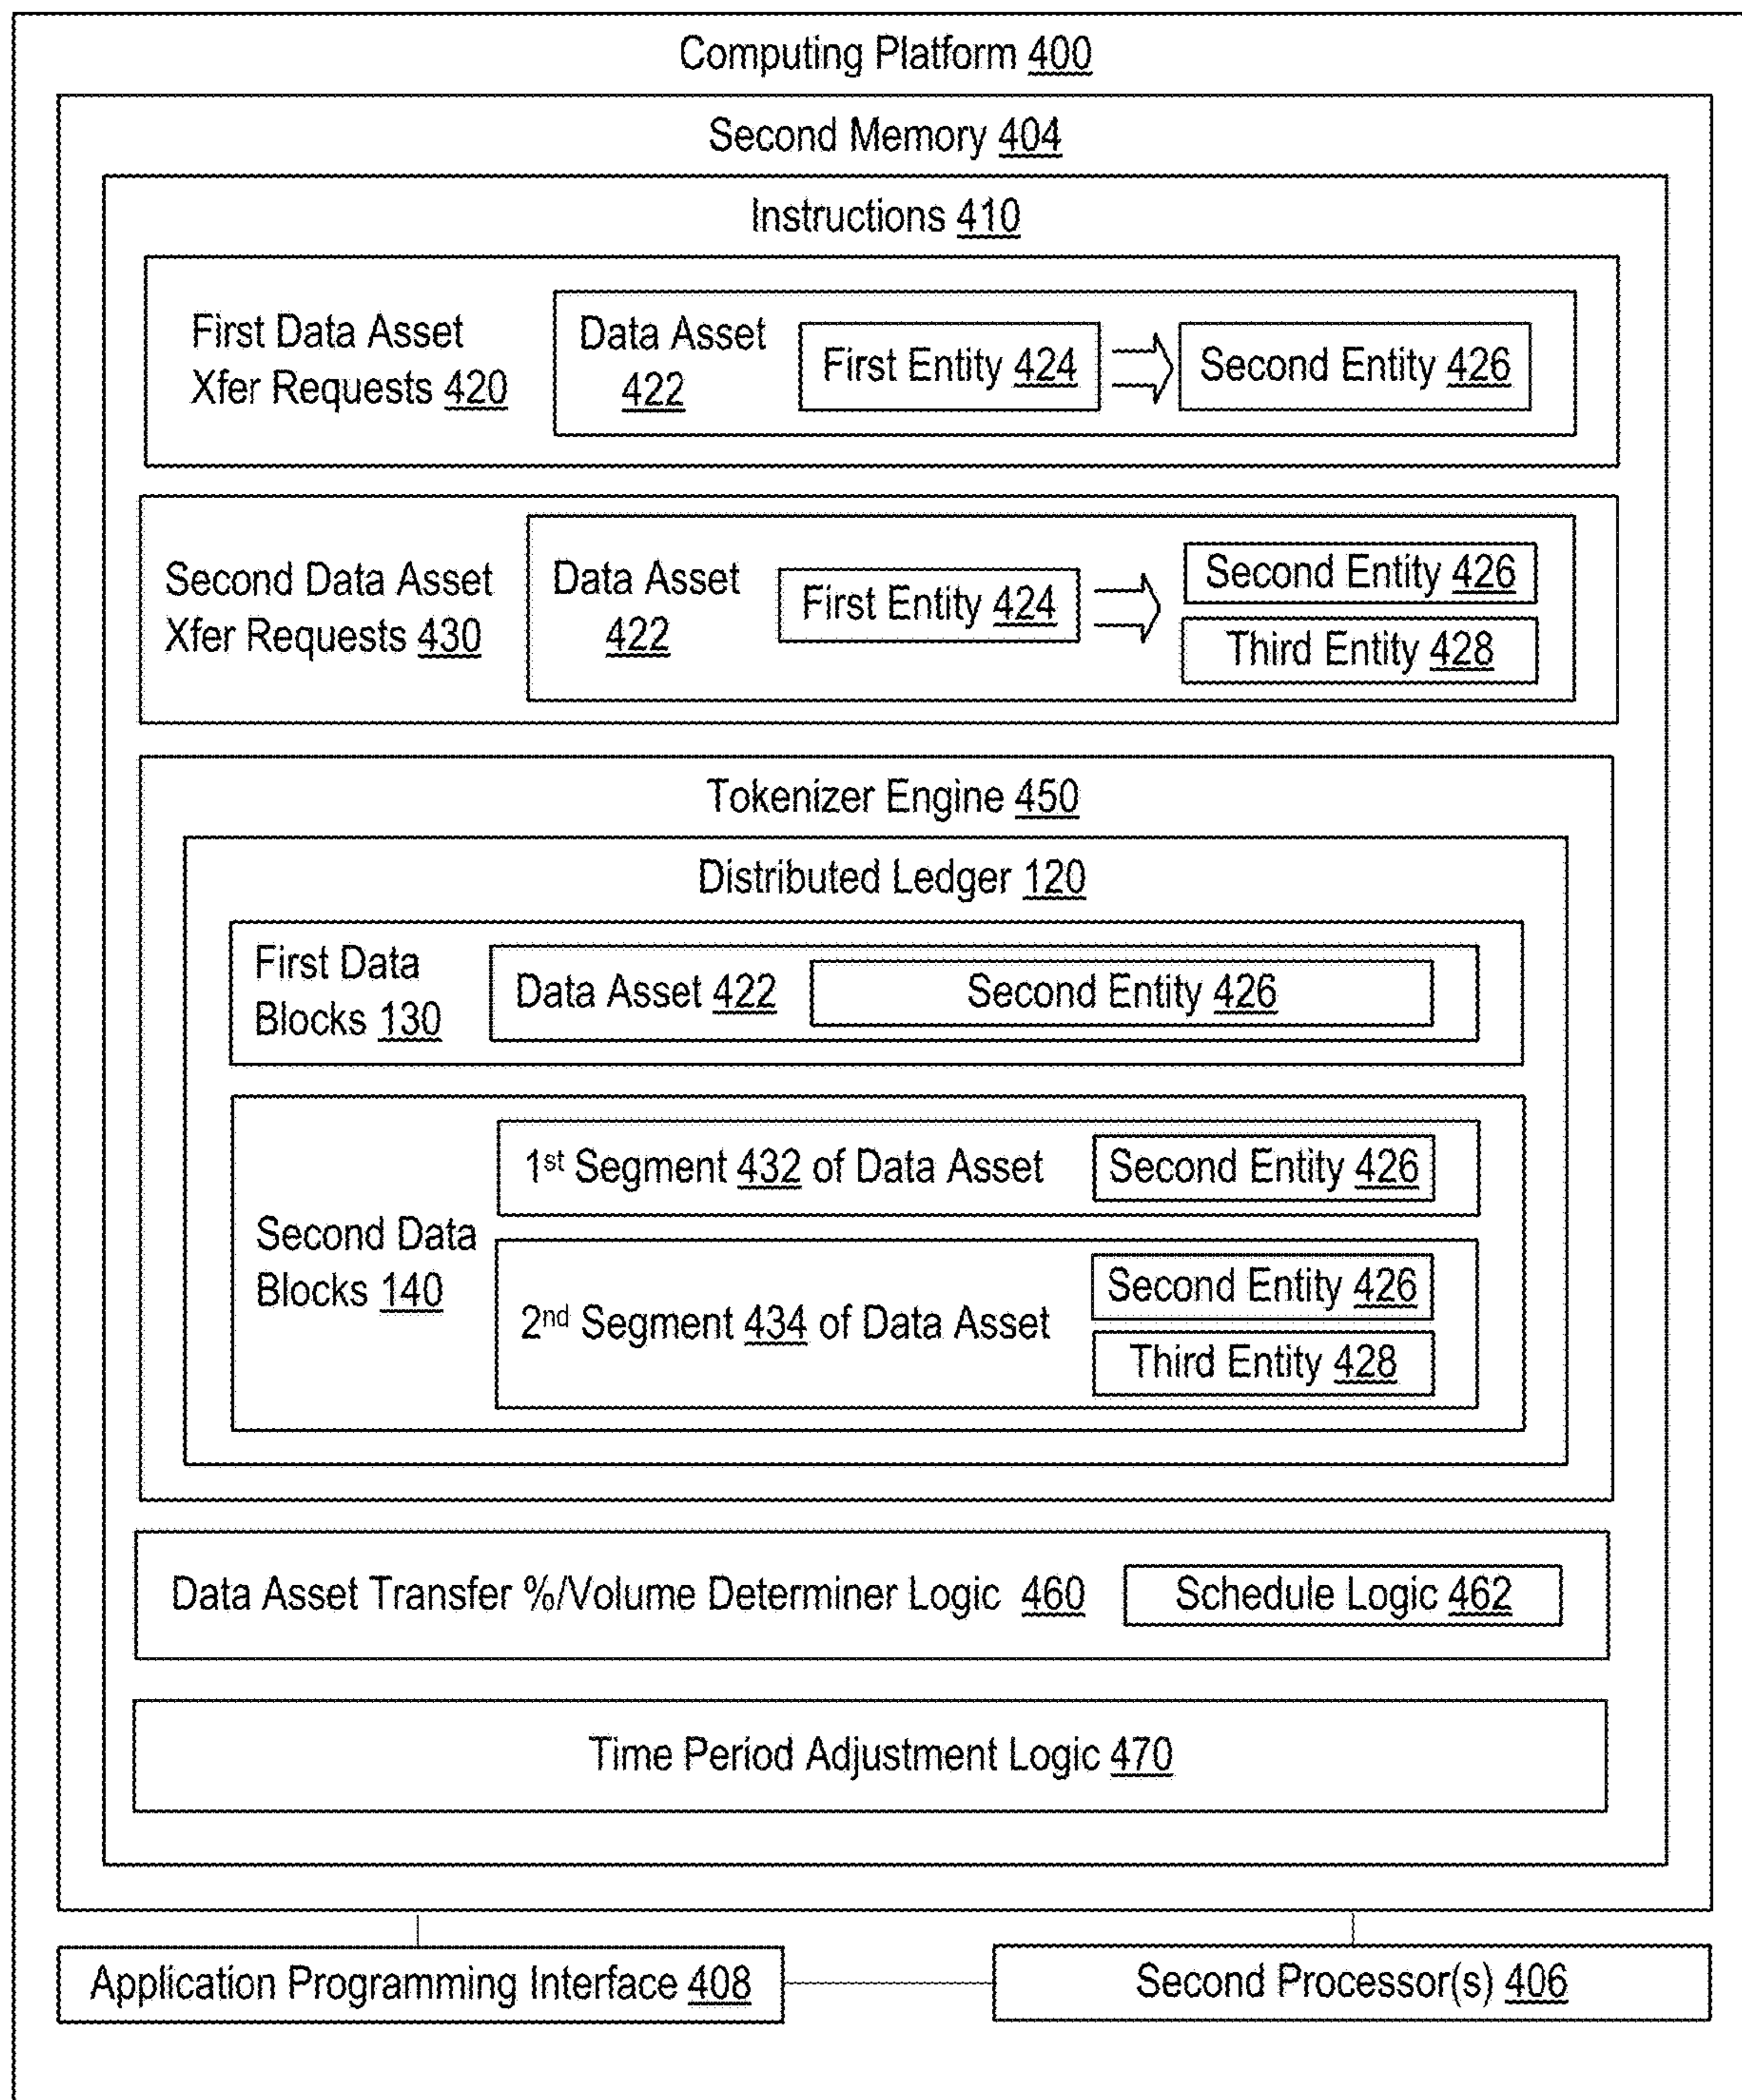 Computing Platform 400
Second Memory 404
Instructions 410
First Data Asset
Xfer Requests 420
Data Asset
422
First Entity 424
Second Entity 426
Second Data Asset
Xfer Requests 430
Data Asset
422
First Entity 424
Second Entity 426
Third Entity 428
Tokenizer Engine 450
Distributed Ledger 120
First Data
Blocks 130
Data Asset 422
Second Entity 426
Second Data
Blocks 140
1st Segment 432 of Data Asset
Second Entity 426
2nd Segment 434 of Data Asset
Second Entity 426
Third Entity 428
Data Asset Transfer %/Volume Determiner Logic 460
Schedule Logic 462
Time Period Adjustment Logic 470
Application Programming Interface 408
Second Processor(s) 406